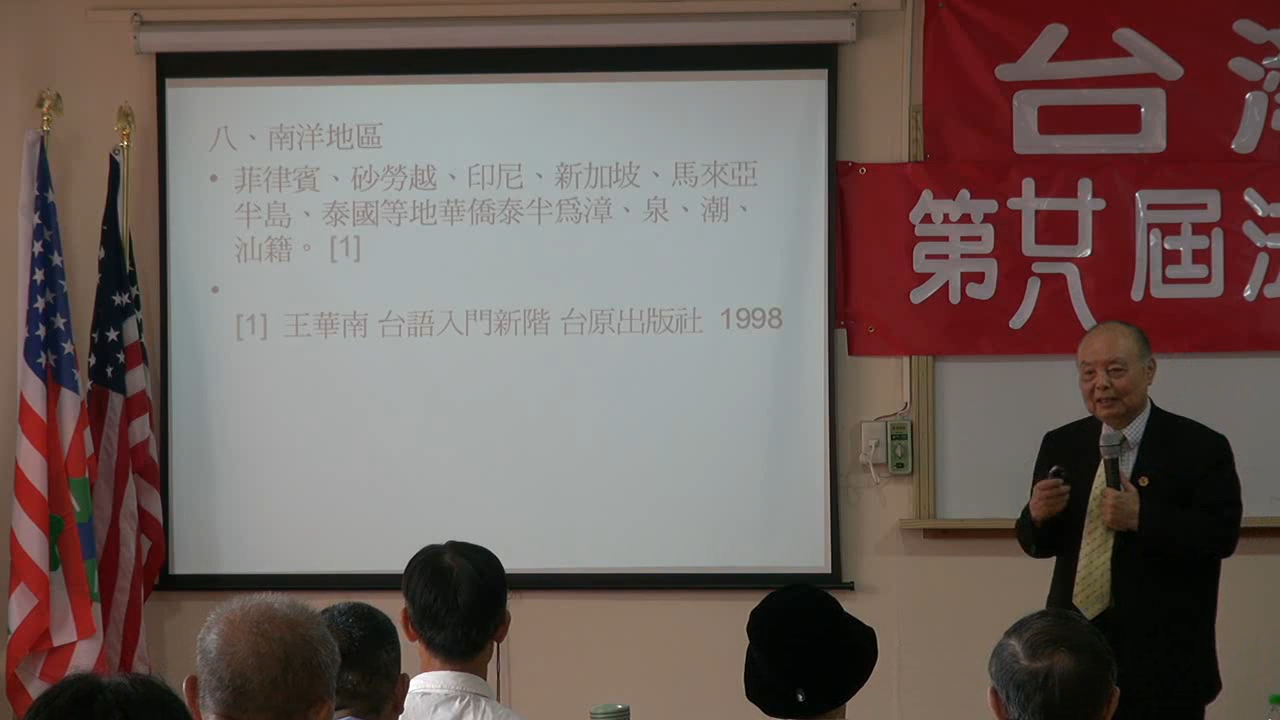 八、南洋地區
• 菲律賓、砂勞越、印尼、新加坡、馬來亞
半島、泰國等地華僑泰半爲漳、泉、潮、
汕籍。[1]
•
[1] 王華南 台語入門新階 台原出版社 1998
台
第廿八屆